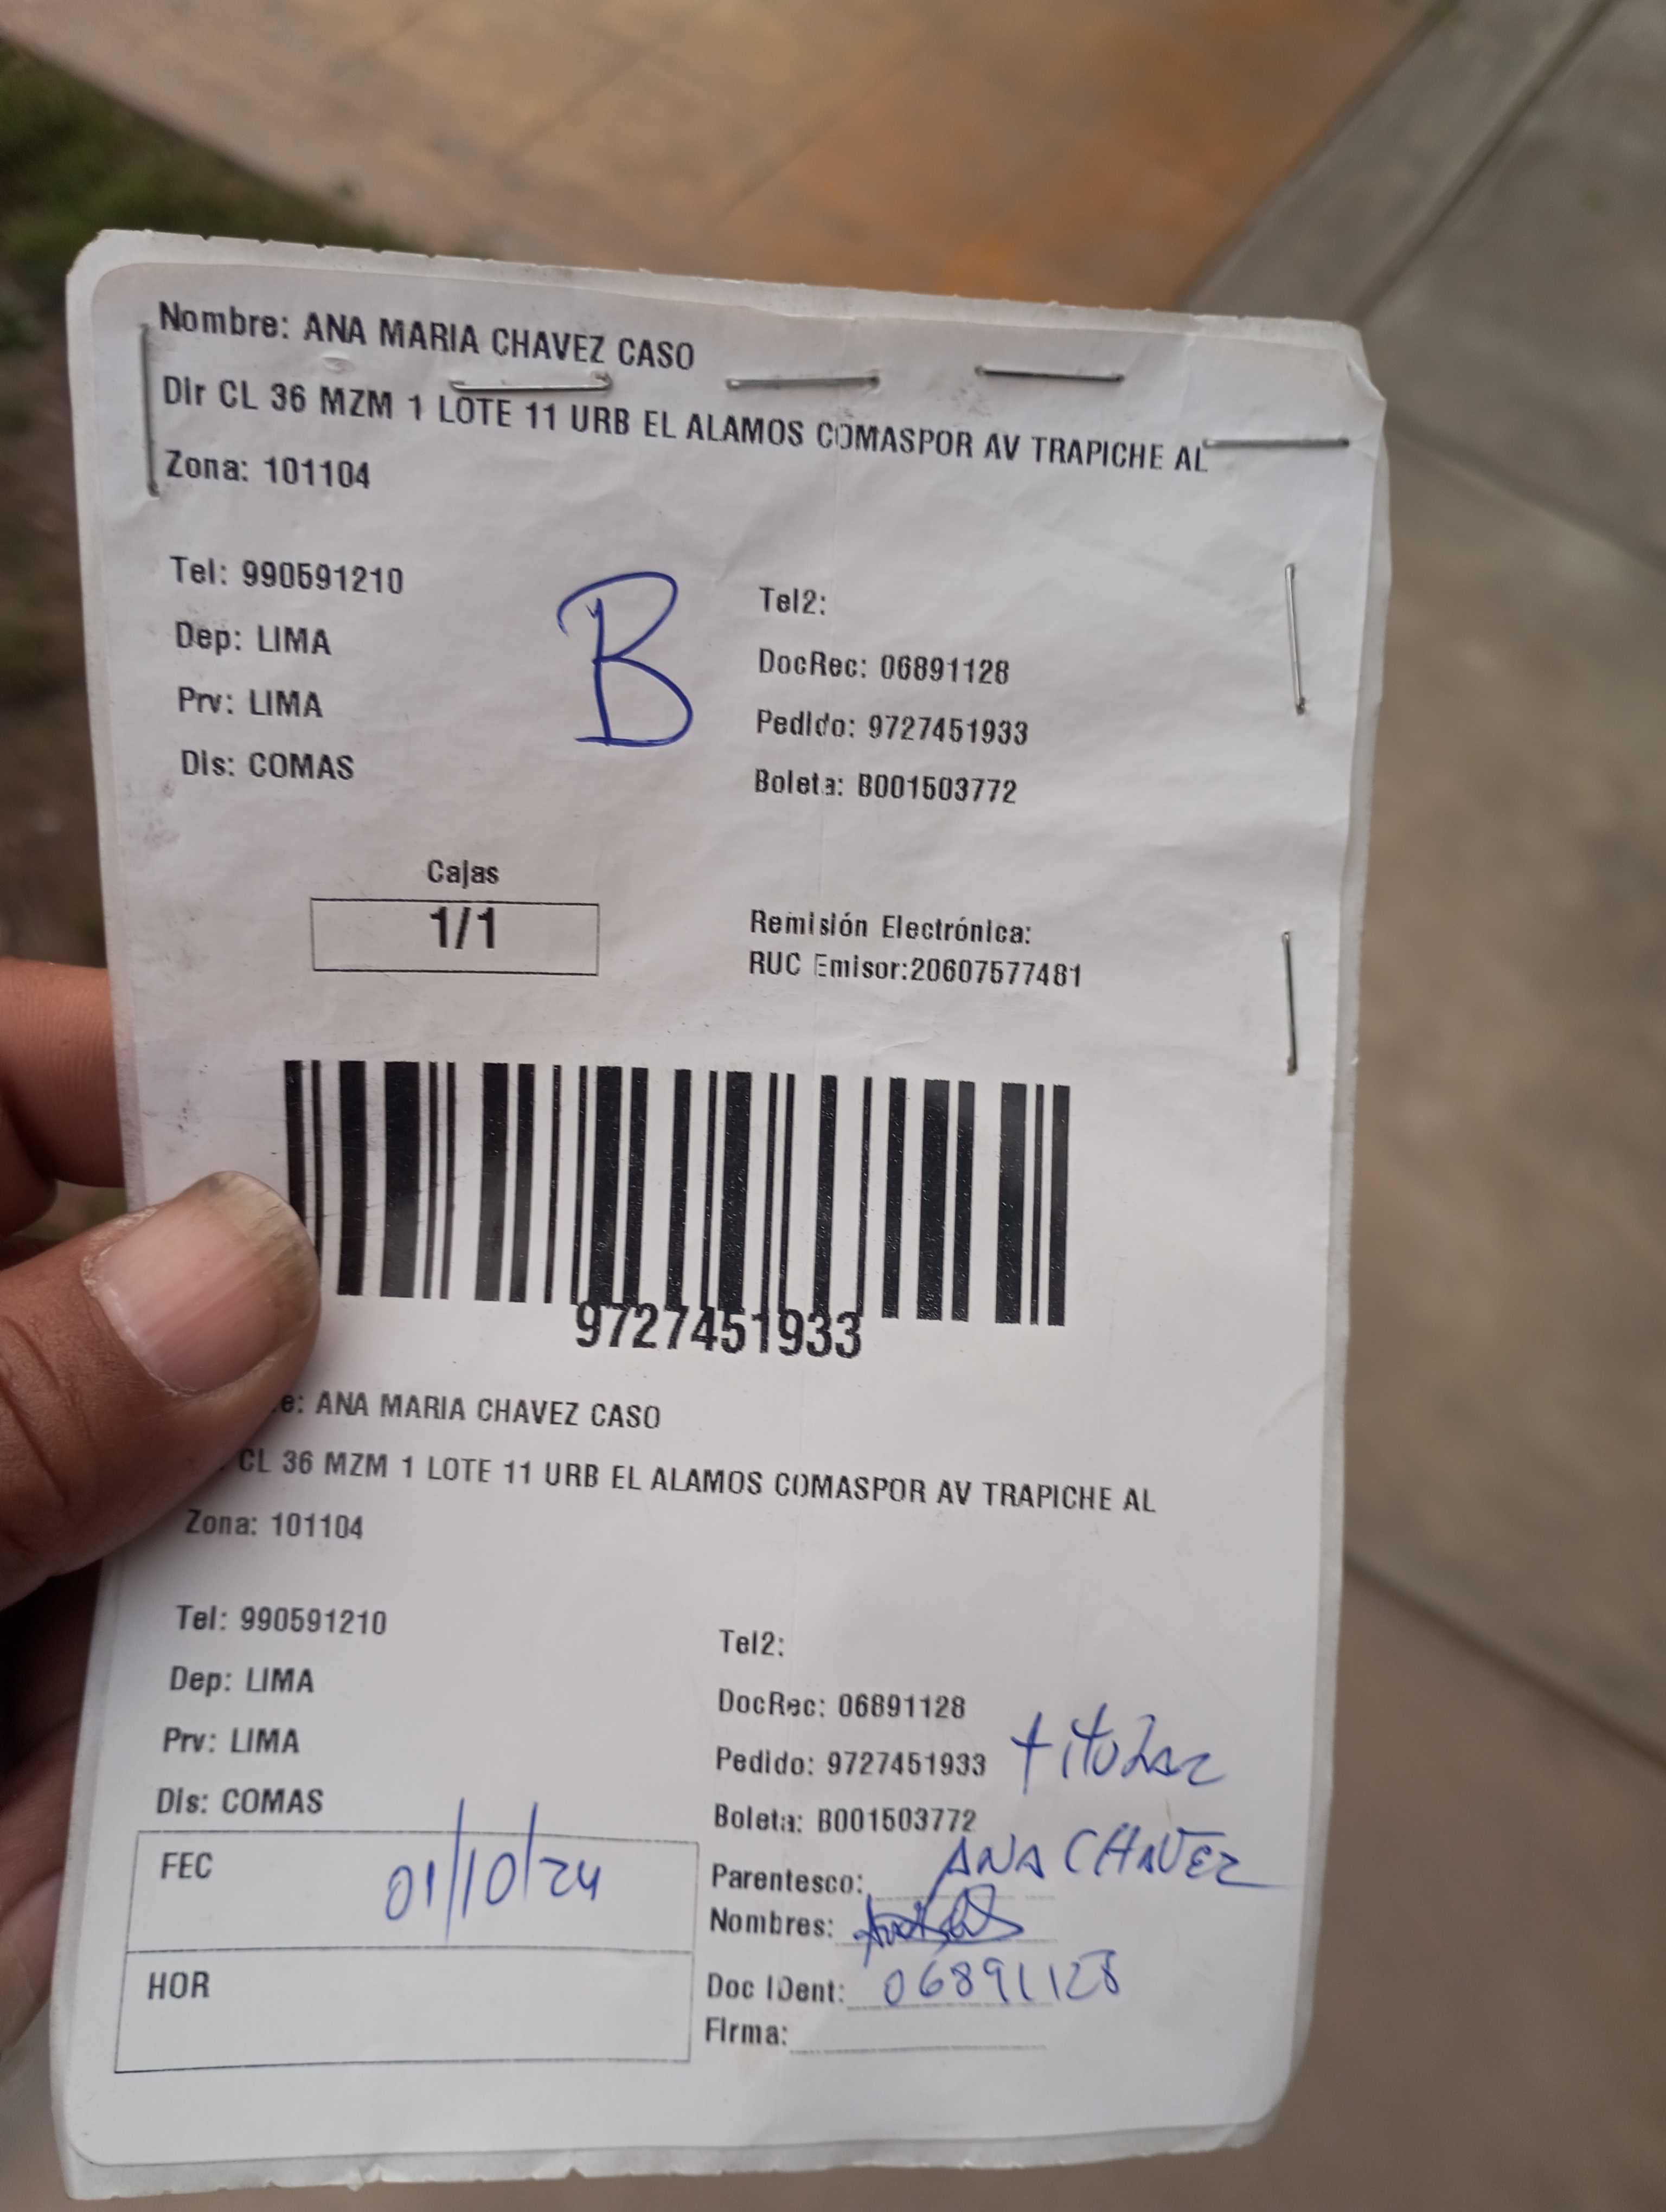 Nombre: ANA MARIA CHAVEZ CASO
Dir CL 36 MZM 1 LOTE 11 URB EL ALAMOS COMASPOR AV TRAPICHE AL
Zona: 101104
Tel: 990591210
Dep: LIMA
Prv: LIMA
Dis: COMAS
B
Tel2:
DocRec: 06891128
Pedido: 9727451933
Boleta: B001503772
Cajas
1/1
Remisión Electrónica:
RUC Emisor:20607577481
9727451933
e: ANA MARIA CHAVEZ CASO
CL 36 MZM 1 LOTE 11 URB EL ALAMOS COMASPOR AV TRAPICHE AL
Zona: 101104
Tel: 990591210
Dep: LIMA
Prv: LIMA
Dis: COMAS
FEC 01/10/24
HOR
Tel2:
DocRec: 06891128
Pedido: 9727451933 titular
Boleta: B001503772
Parentesco: ANA CHAVEZ
Nombres:
Doc IDent: 06891128
Firma: